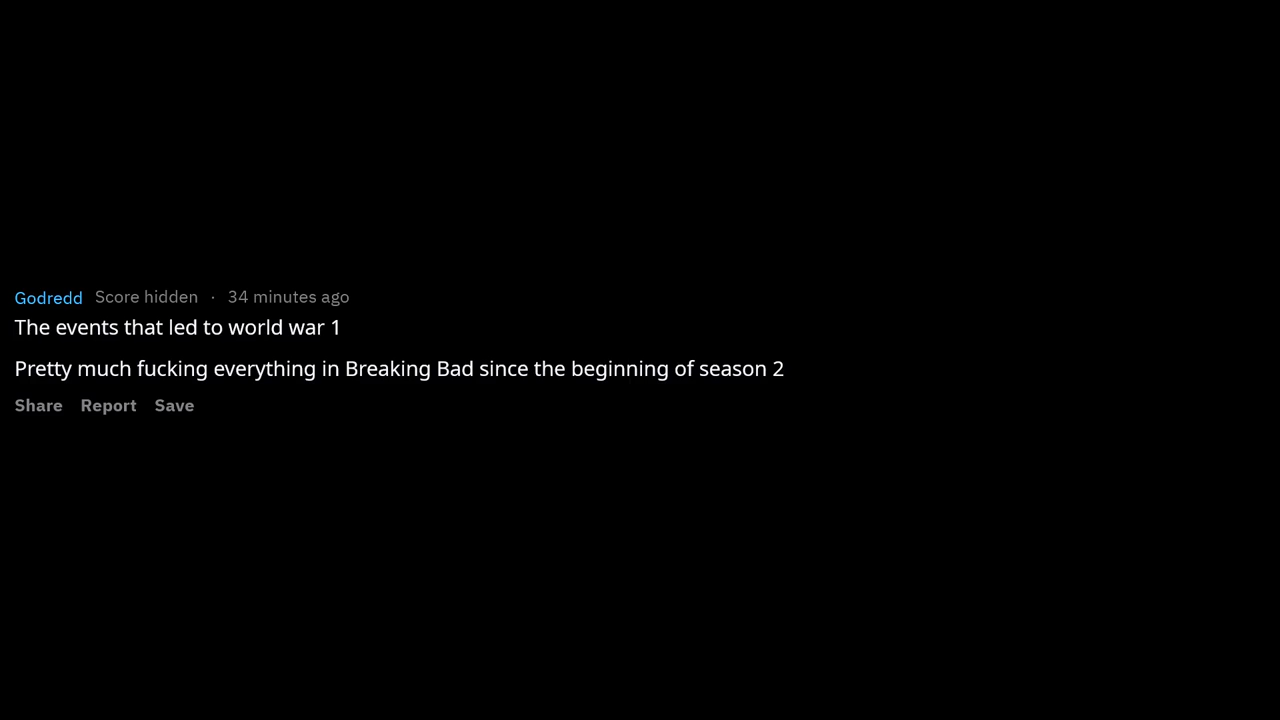 Godredd Score hidden · 34 minutes ago
The events that led to world war 1
Pretty much fucking everything in Breaking Bad since the beginning of season 2
Share Report Save